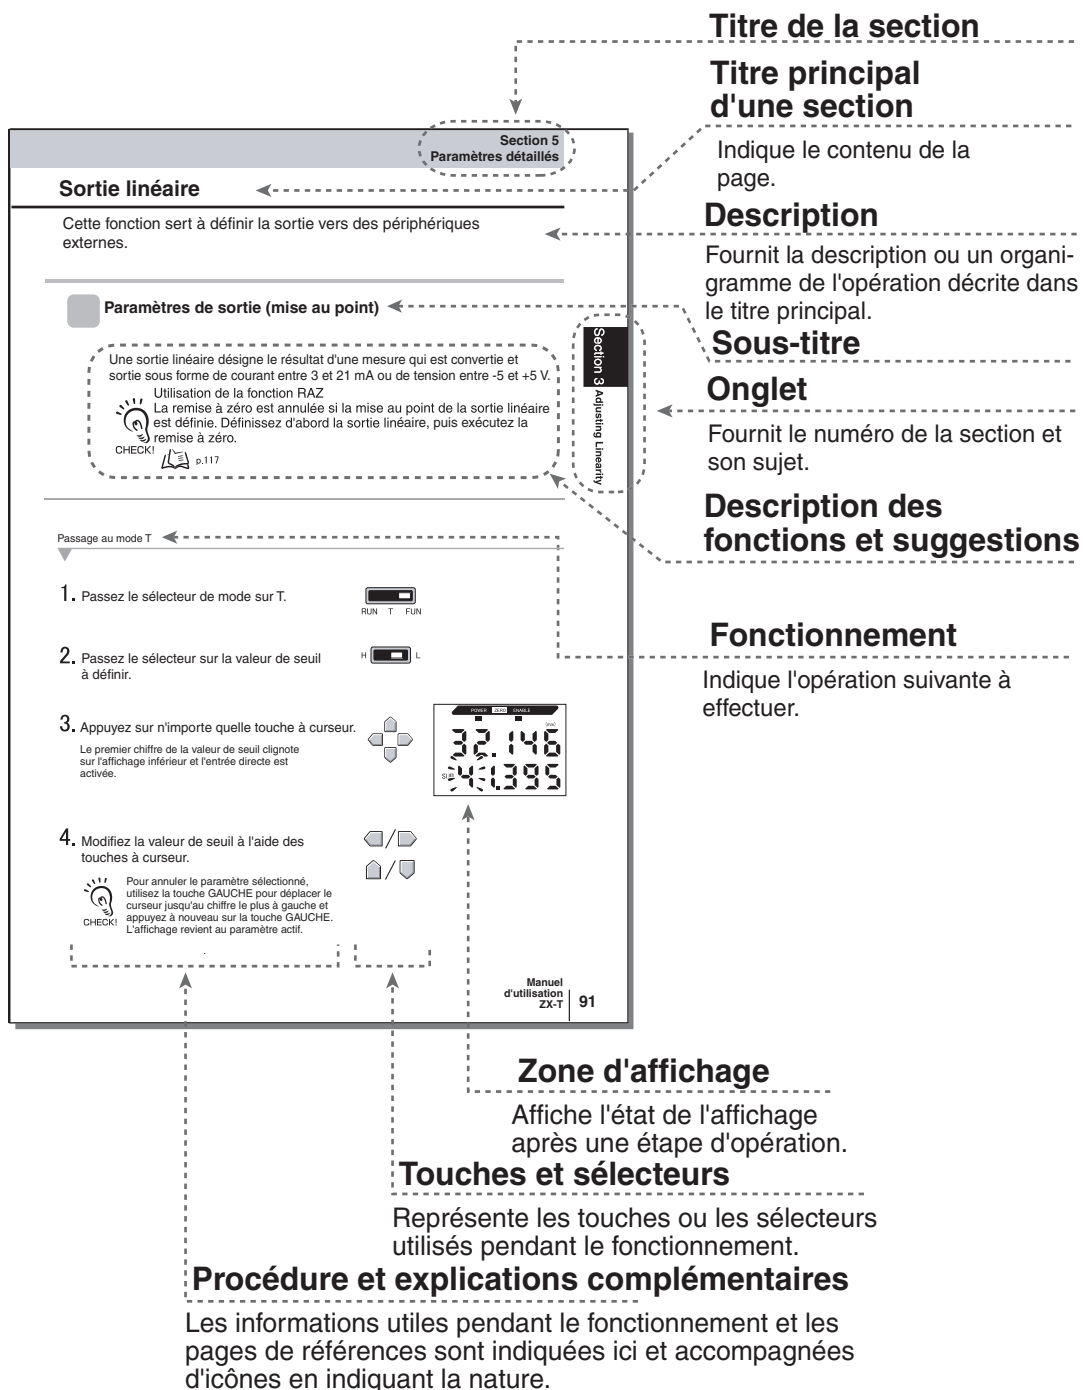 Titre de la section
Titre principal
d'une section
Indique le contenu de la
page.
Section 5
Paramètres détaillés
Sortie linéaire
Cette fonction sert à définir la sortie vers des périphériques
externes.
Description
Fournit la description ou un organi-
gramme de l'opération décrite dans
le titre principal.
Paramètres de sortie (mise au point)
Sous-titre
Une sortie linéaire désigne le résultat d'une mesure qui est convertie et
sortie sous forme de courant entre 3 et 21 mA ou de tension entre -5 et +5 V.
Utilisation de la fonction RAZ
La remise à zéro est annulée si la mise au point de la sortie linéaire
est définie. Définissez d'abord la sortie linéaire, puis exécutez la
remise à zéro.
CHECK!
p.117
Section 3 Adjusting Linearity
Onglet
Fournit le numéro de la section et
son sujet.
Description des
fonctions et suggestions
Passage au mode T
Fonctionnement
Indique l'opération suivante à
effectuer.
1. Passez le sélecteur de mode sur T.
RUN T FUN
2. Passez le sélecteur sur la valeur de seuil
à définir.
H L
3. Appuyez sur n'importe quelle touche à curseur.
Le premier chiffre de la valeur de seuil clignote
sur l'affichage inférieur et l'entrée directe est
activée.
POWER ZERO ENABLE
(mm)
32.146
SUB 41.395
4. Modifiez la valeur de seuil à l'aide des
touches à curseur.
/
/
Pour annuler le paramètre sélectionné,
utilisez la touche GAUCHE pour déplacer le
curseur jusqu'au chiffre le plus à gauche et
appuyez à nouveau sur la touche GAUCHE.
L'affichage revient au paramètre actif.
CHECK!
Manuel
d'utilisation
ZX-T
91
Zone d'affichage
Affiche l'état de l'affichage
après une étape d'opération.
Touches et sélecteurs
Représente les touches ou les sélecteurs
utilisés pendant le fonctionnement.
Procédure et explications complémentaires
Les informations utiles pendant le fonctionnement et les
pages de références sont indiquées ici et accompagnées
d'icônes en indiquant la nature.